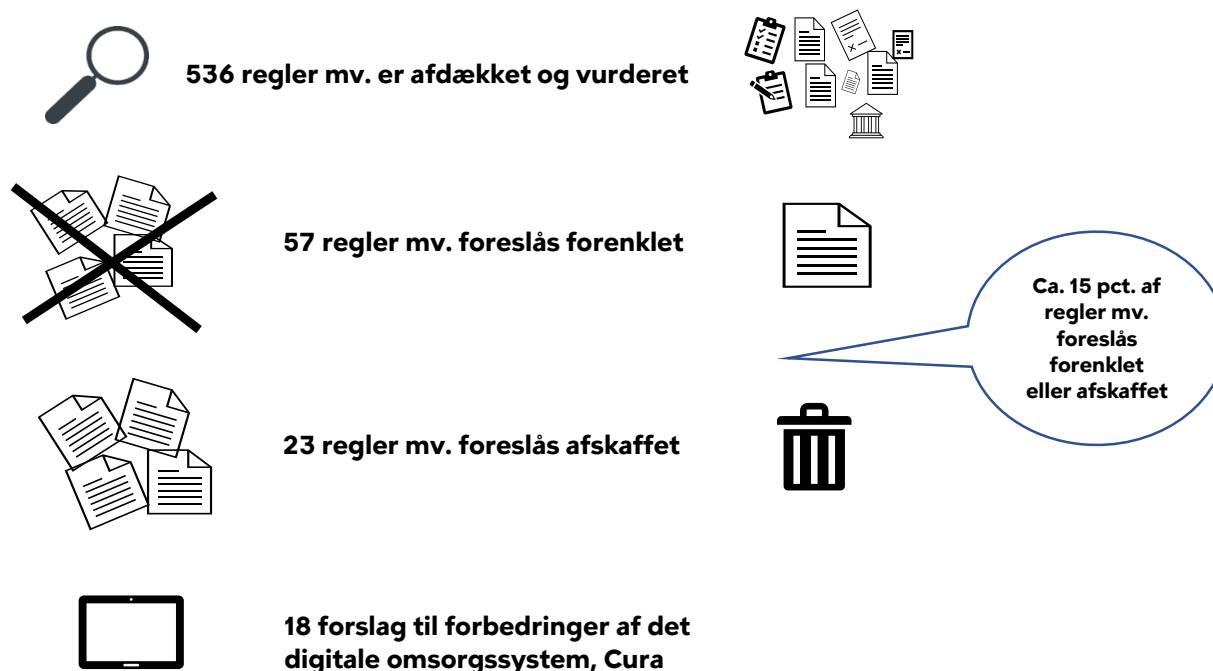 536 regler mv. er afdækket og vurderet
57 regler mv. foreslås forenklet
Ca. 15 pct. af
regler mv.
foreslås
forenklet
eller afskaffet
23 regler mv. foreslås afskaffet
18 forslag til forbedringer af det
digitale omsorgssystem, Cura